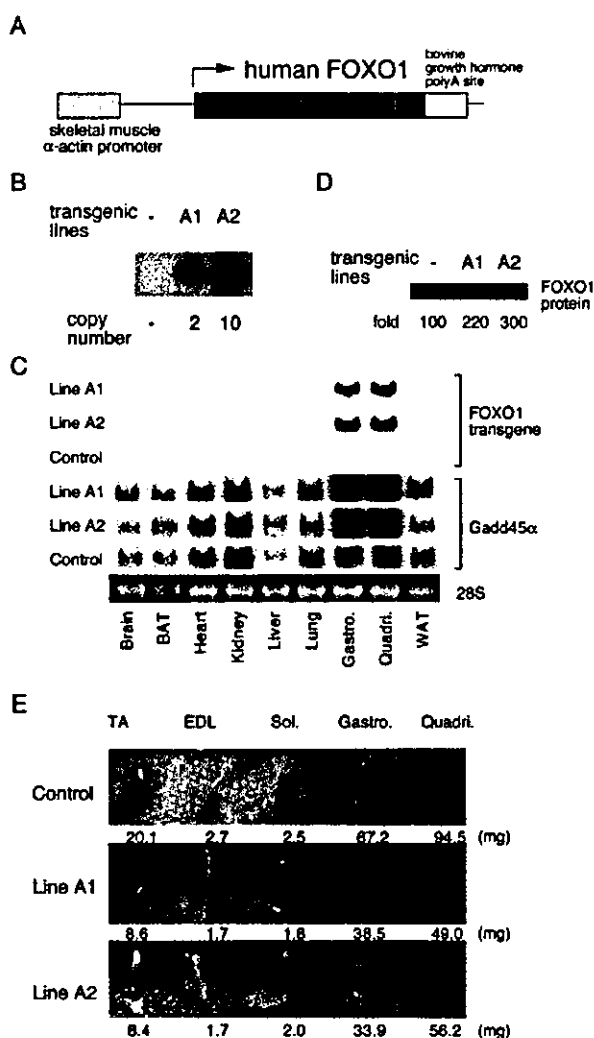 A
human FOXO1
bovine
growth hormone
polyA site
skeletal muscle
α-actin promoter
B
transgenic
lines
- A1 A2
copy
number
- 2 10
D
transgenic
lines
- A1 A2
FOXO1
protein
fold 100 220 300
C
Line A1
Line A2
Control
FOXO1
transgene
Line A1
Line A2
Control
Gadd45α
28S
Brain
BAT
Heart
Kidney
Liver
Lung
Gastro.
Quadri.
WAT
E
TA EDL Sol. Gastro. Quadri.
Control
20.1 2.7 2.5 87.2 94.5 (mg)
Line A1
8.6 1.7 1.8 38.5 49.0 (mg)
Line A2
8.4 1.7 2.0 33.9 56.2 (mg)